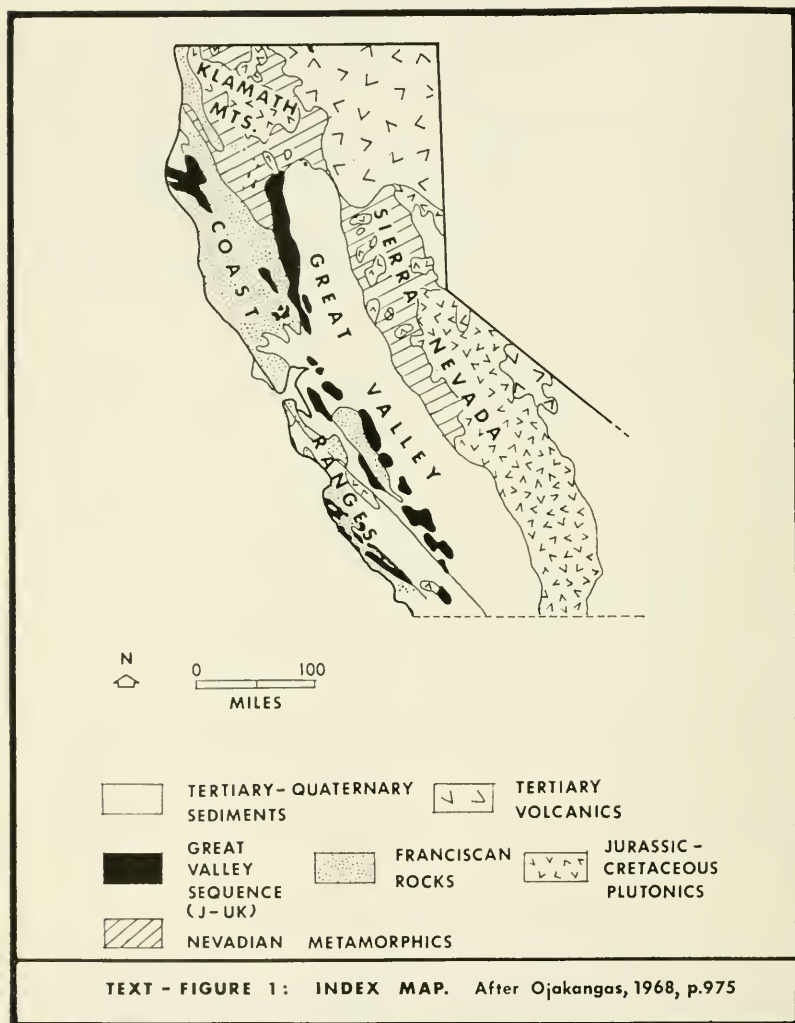 KLAMATH
MTS.
COAST
RANGES
GREAT
VALLEY
SIERRA
NEVADA
N
0 100
MILES
TERTIARY-QUATERNARY
SEDIMENTS
TERTIARY
VOLCANICS
GREAT
VALLEY
SEQUENCE
(J-UK)
FRANCISCAN
ROCKS
JURASSIC-
CRETACEOUS
PLUTONICS
NEVADIAN METAMORPHICS
TEXT - FIGURE 1: INDEX MAP. After Ojakangas, 1968, p.975